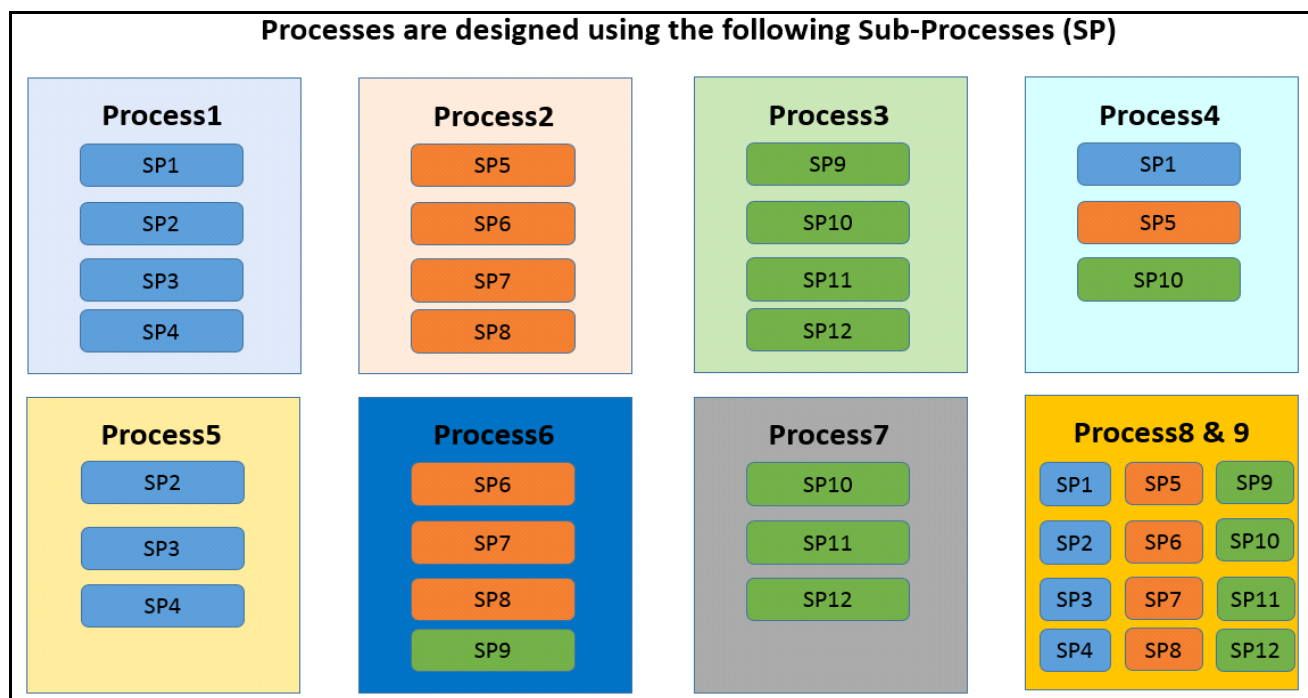 Processes are designed using the following Sub-Processes (SP)
Process1
SP1
SP2
SP3
SP4
Process2
SP5
SP6
SP7
SP8
Process3
SP9
SP10
SP11
SP12
Process4
SP1
SP5
SP10
Process5
SP2
SP3
SP4
Process6
SP6
SP7
SP8
SP9
Process7
SP10
SP11
SP12
Process8 & 9
SP1 SP5 SP9
SP2 SP6 SP10
SP3 SP7 SP11
SP4 SP8 SP12